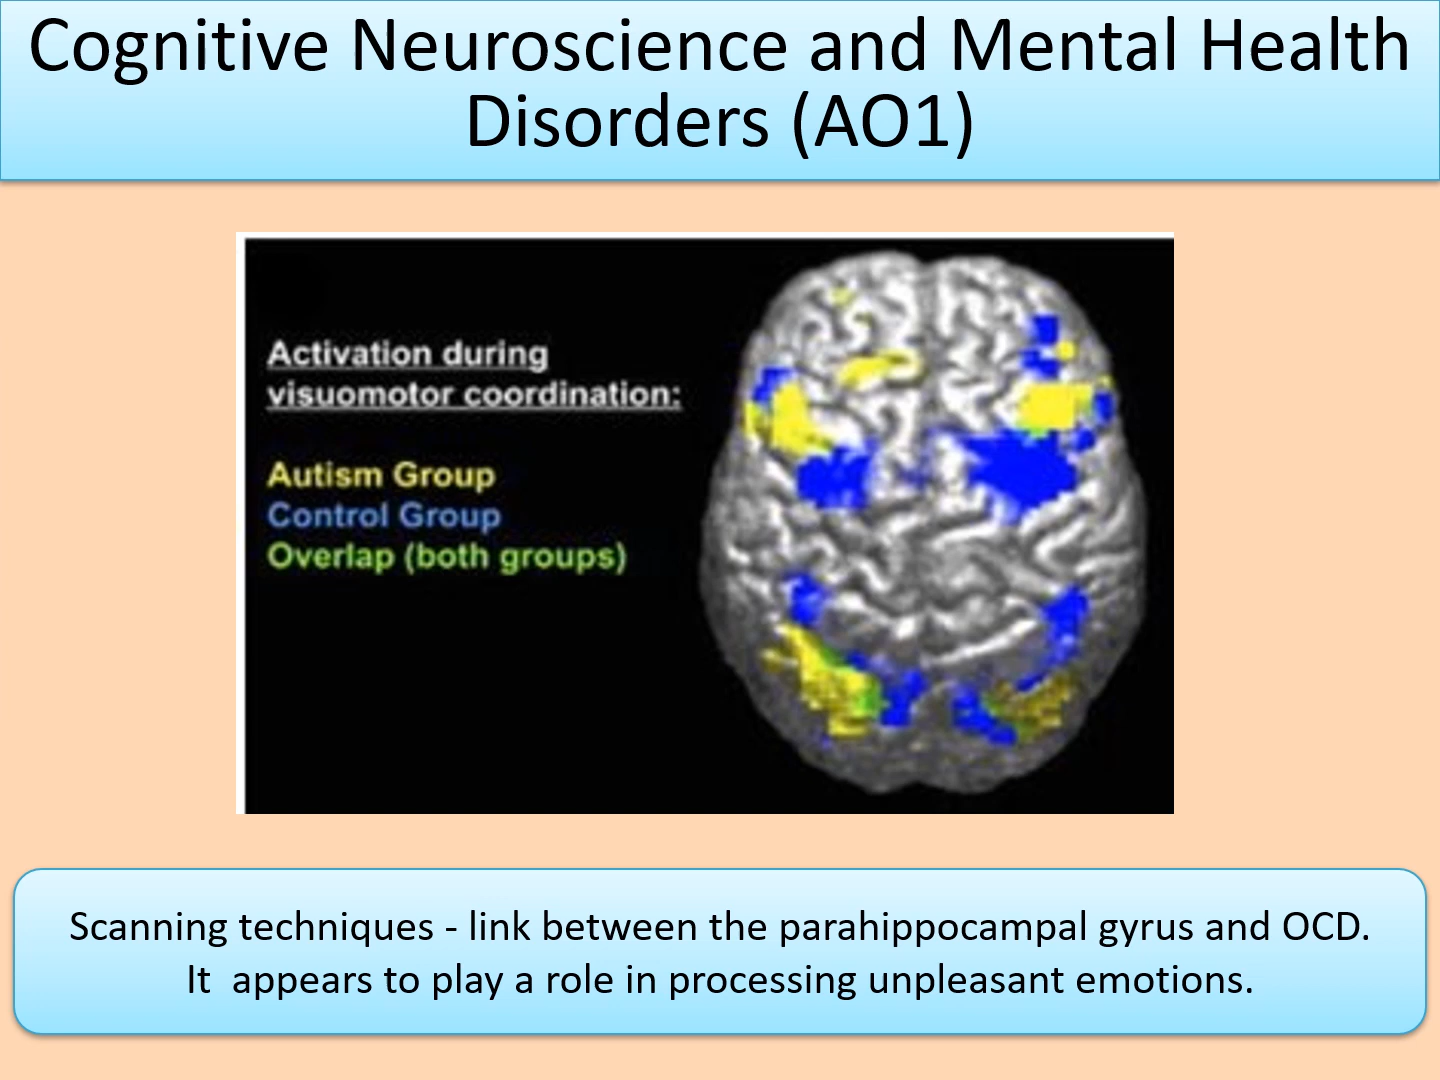 Cognitive Neuroscience and Mental Health
Disorders (AO1)
Activation during
visuomotor coordination:
Autism Group
Control Group
Overlap (both groups)
Scanning techniques - link between the parahippocampal gyrus and OCD.
It  appears to play a role in processing unpleasant emotions.